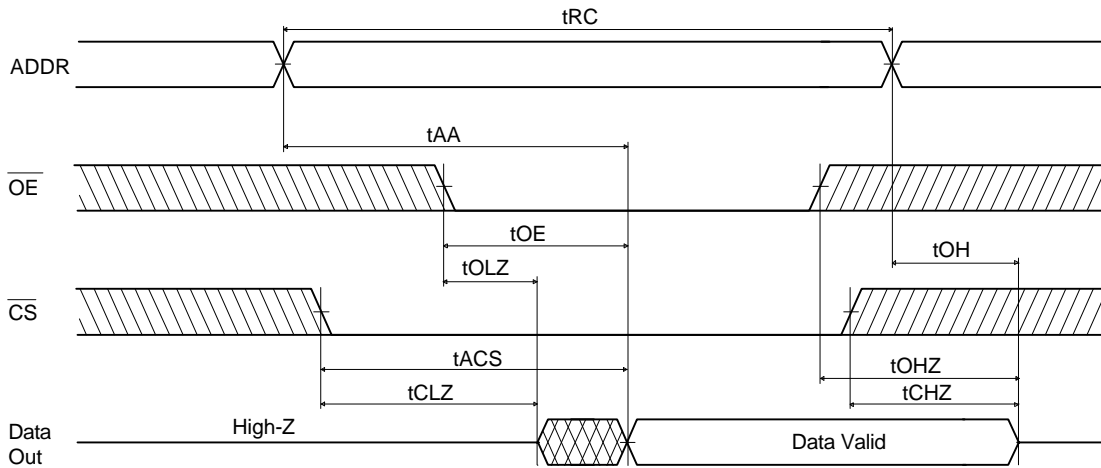 tRC
ADDR
tAA
OE
tOE
tOLZ
tOH
CS
tACS
tOHZ
tCLZ
tCHZ
High-Z
Data
Out
Data Valid